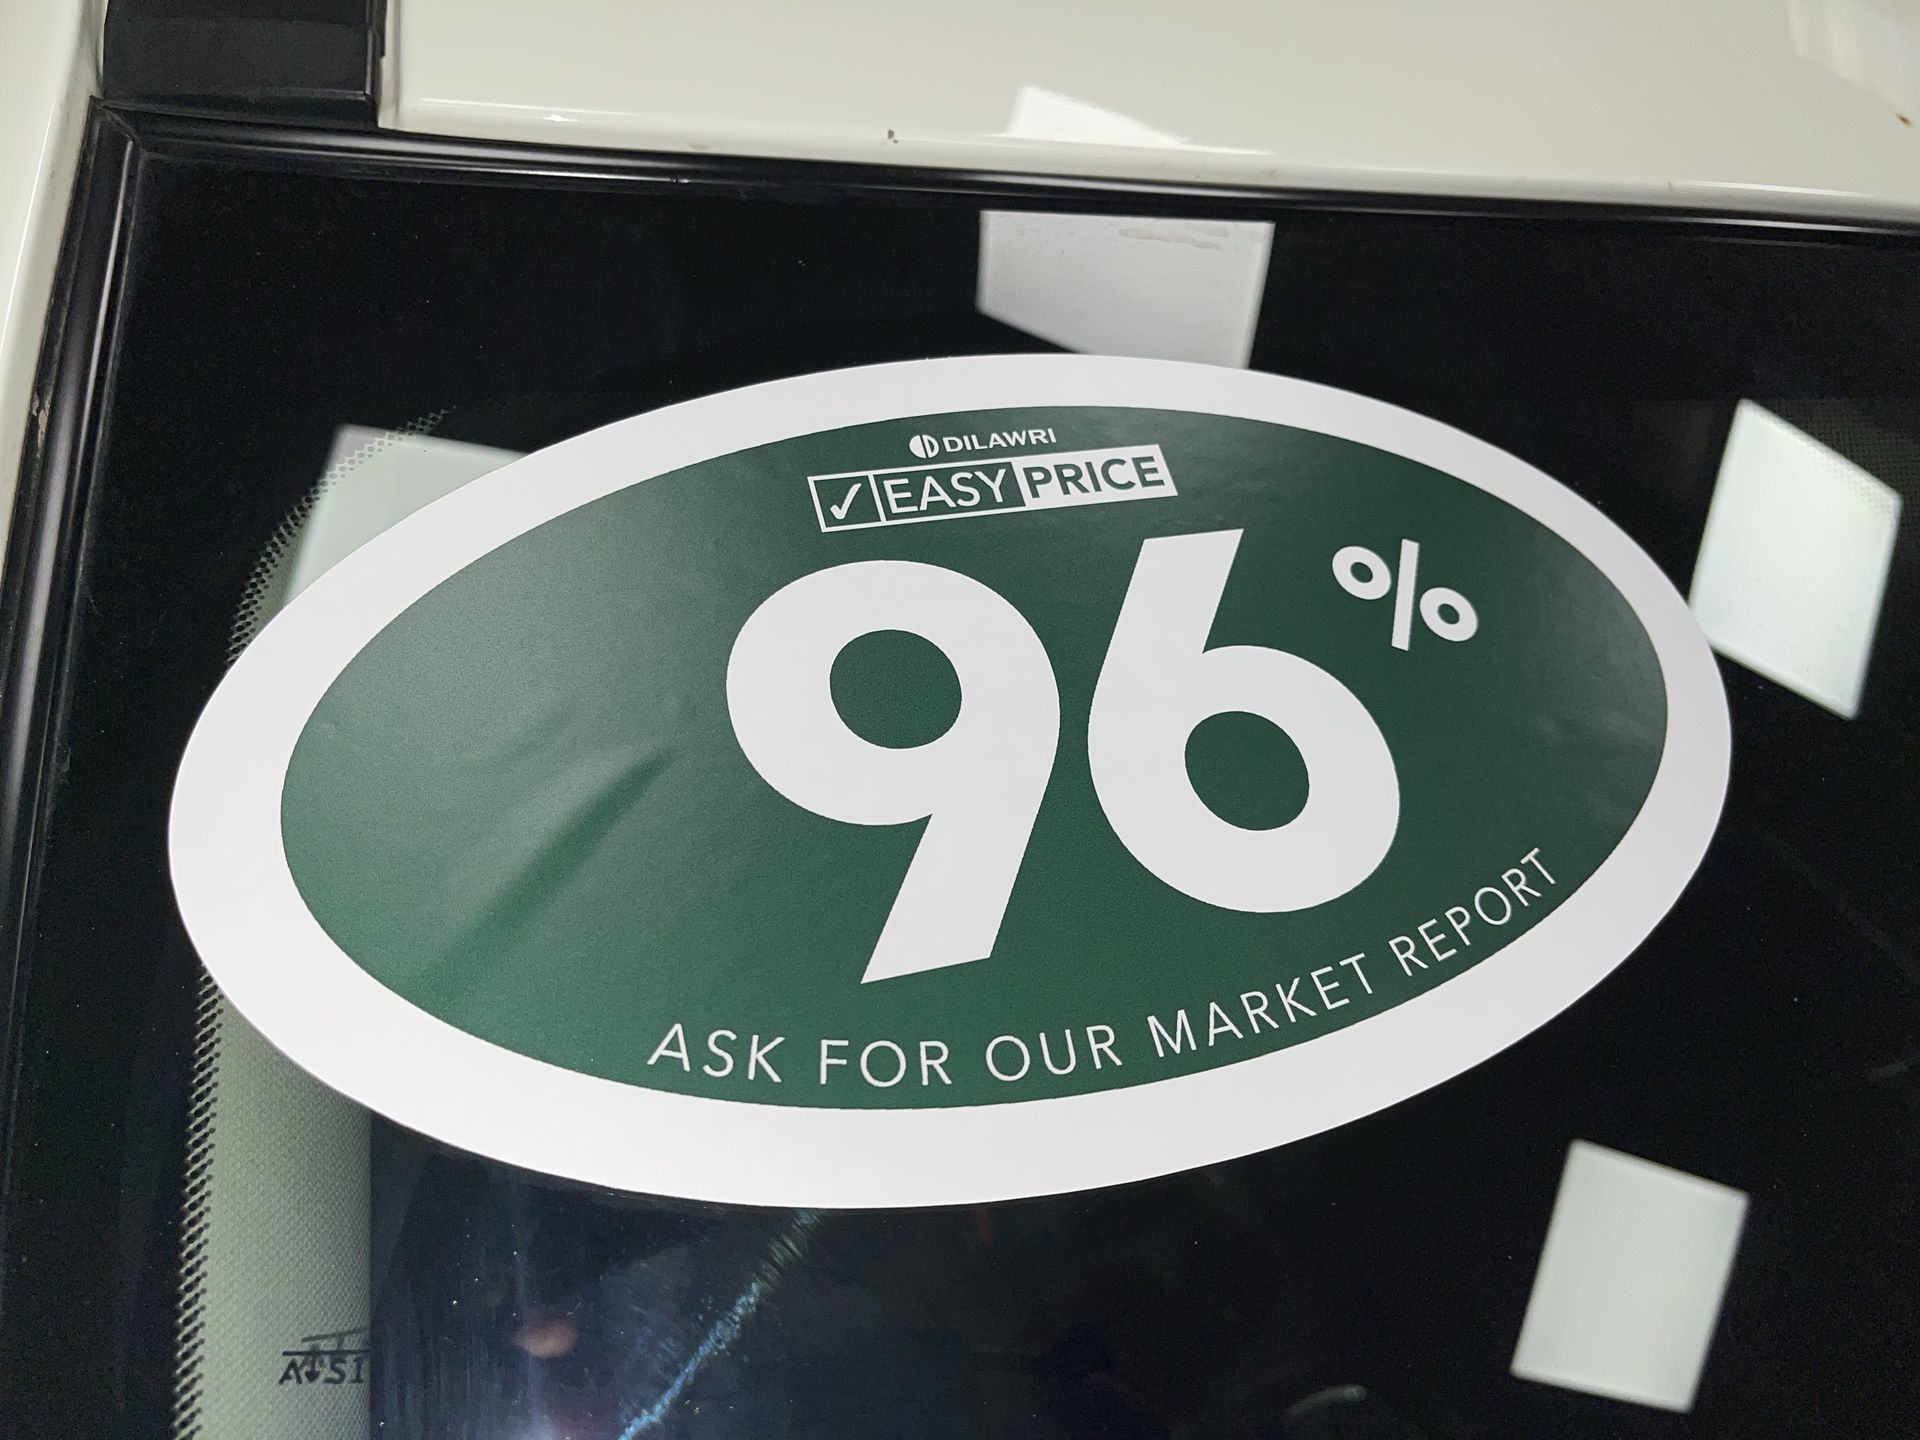 DILAWRI
✓ EASY PRICE
96%
ASK FOR OUR MARKET REPORT